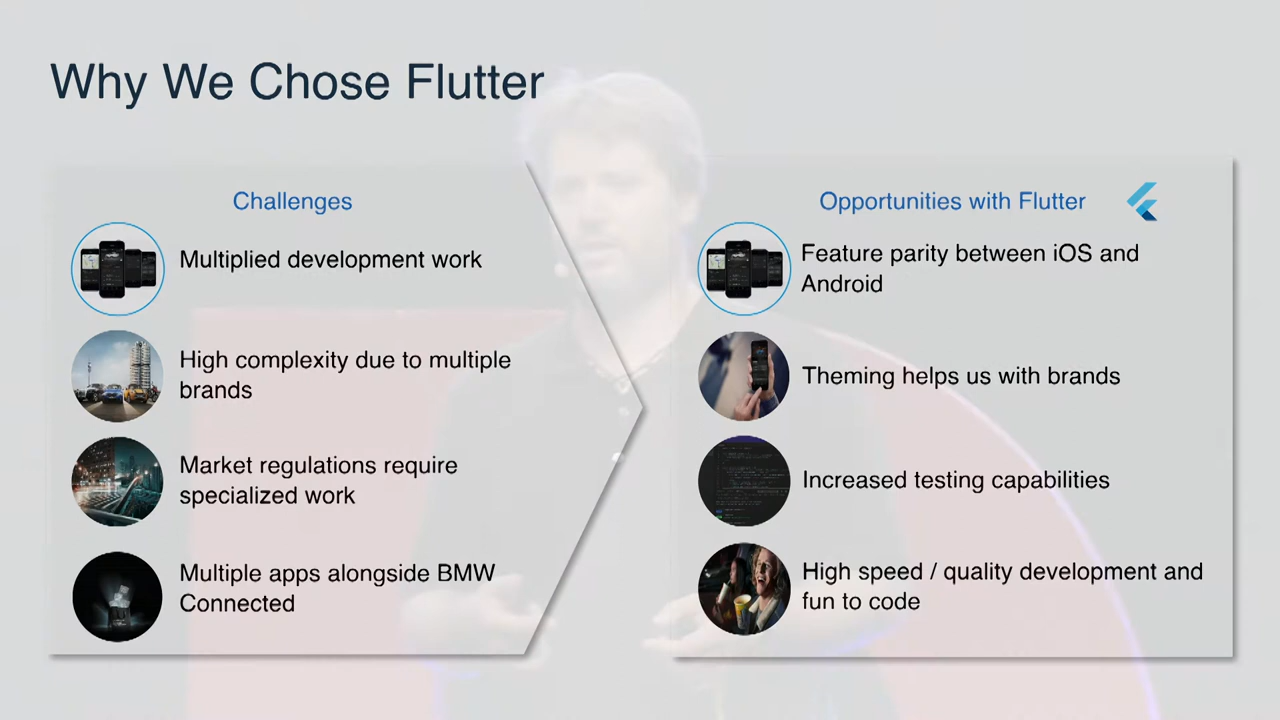 Why We Chose Flutter
Challenges
Multiplied development work
High complexity due to multiple
brands
Market regulations require
specialized work
Multiple apps alongside BMW
Connected
Opportunities with Flutter
Feature parity between iOS and
Android
Theming helps us with brands
Increased testing capabilities
High speed / quality development and
fun to code